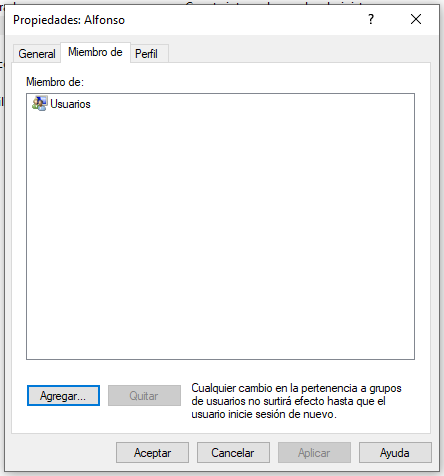 Propiedades: Alfonso
General
Miembro de
Perfil
Miembro de:
Usuarios
Agregar...
Quitar
Cualquier cambio en la pertenencia a grupos
de usuarios no surtirá efecto hasta que el
usuario inicie sesión de nuevo.
Aceptar
Cancelar
Aplicar
Ayuda